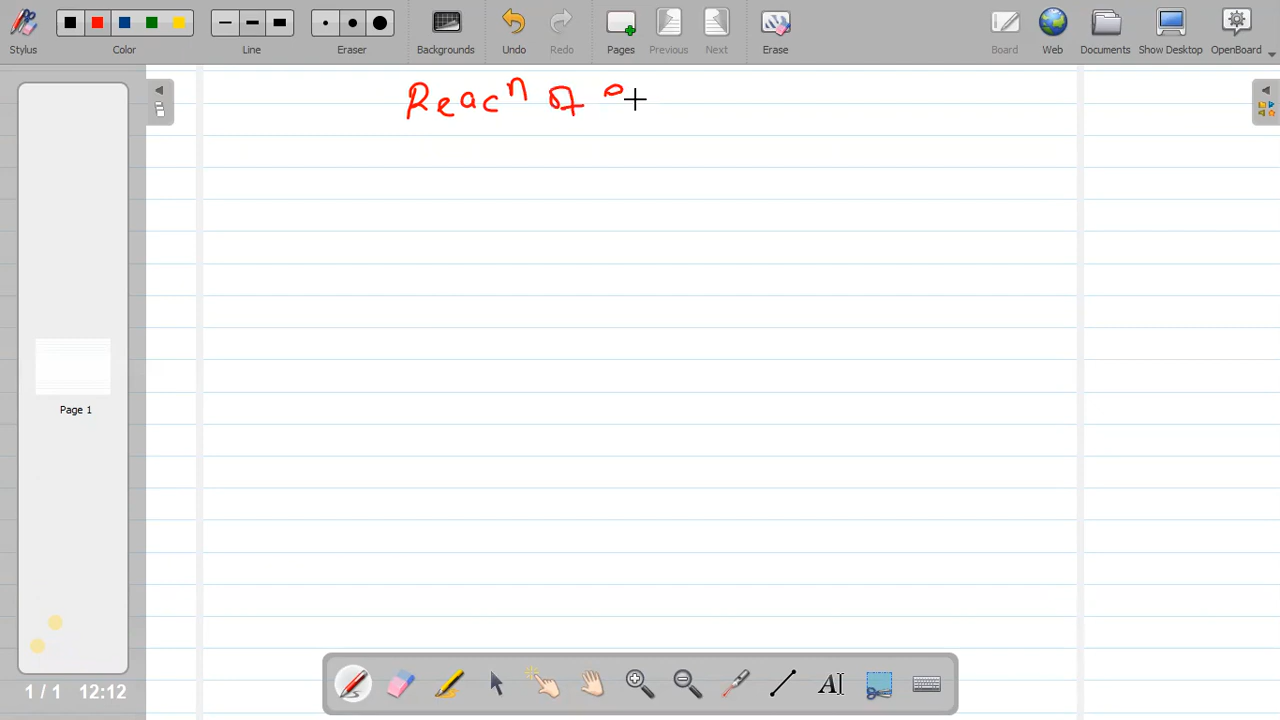 Stylus
Color
Line
Eraser
Backgrounds
Undo
Redo
Pages
Previous
Next
Erase
Board
Web
Documents
Show Desktop
OpenBoard
Reacⁿ of
Page 1
1 / 1 12:12